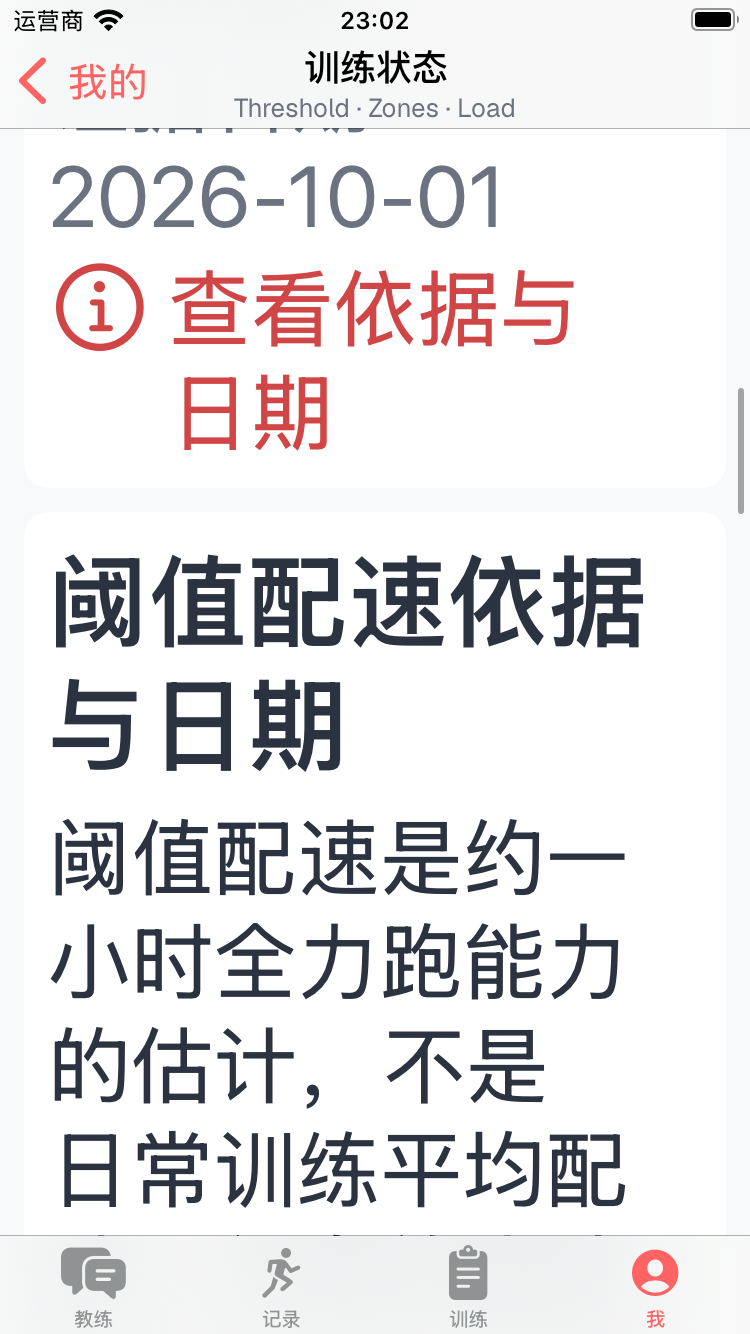 运营商
23:02
我的
训练状态
Threshold · Zones · Load
2026-10-01
查看依据与
日期
阈值配速依据
与日期
阈值配速是约一
小时全力跑能力
的估计，不是
日常训练平均配
教练
记录
训练
我